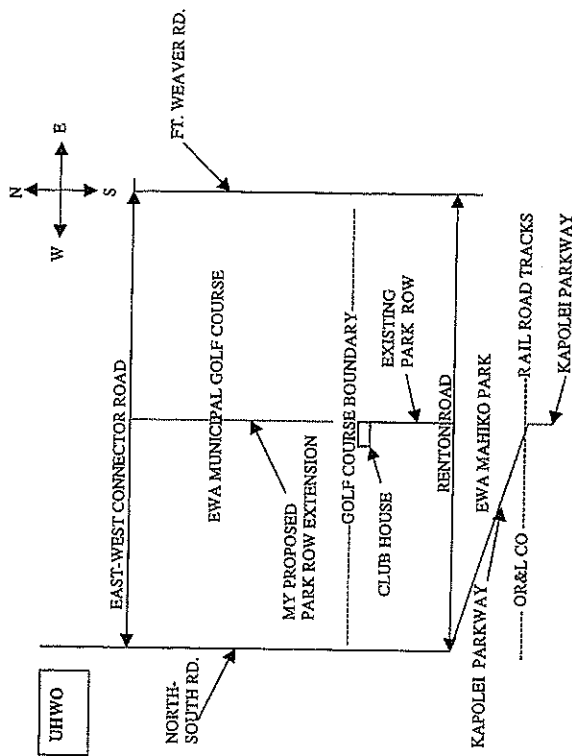 UHWO
N
W
E
S
EAST-WEST CONNECTOR ROAD
NORTH-
SOUTH RD.
EWA MUNICIPAL GOLF COURSE
FT. WEAVER RD.
MY PROPOSED
PARK ROW EXTENSION
GOLF COURSE BOUNDARY
CLUB HOUSE
EXISTING
PARK ROW
RENTON ROAD
EWA MAHIKO PARK
KAPOLEI PARKWAY
OR&L CO
RAIL ROAD TRACKS
KAPOLEI PARKWAY